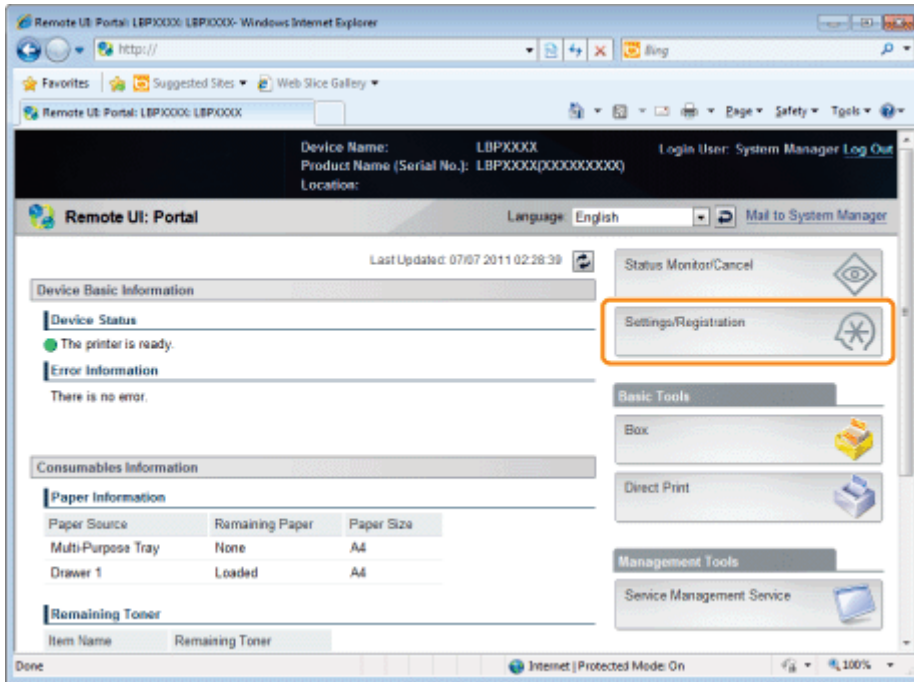 Remote UI: Portal: LBPXXXX: LBPXXXX- Windows Internet Explorer
http://
Bing
Favorites Suggested Sites Web Slice Gallery
Remote UI: Portal: LBPXXXX: LBPXXXX
Page Safety Tools
Device Name: LBPXXXX
Login User: System Manager Log Out
Product Name (Serial No.): LBPXXXX(XXXXXXXXX)
Location:
Remote UI: Portal
Language: English
Mail to System Manager
Last Updated: 07/07 2011 02:28:39
Status Monitor/Cancel
Device Basic Information
Device Status
The printer is ready.
Settings/Registration
Error Information
There is no error.
Basic Tools
Box
Consumables Information
Direct Print
Paper Information
Paper Source Remaining Paper Paper Size
Multi-Purpose Tray None A4
Drawer 1 Loaded A4
Management Tools
Service Management Service
Remaining Toner
Item Name Remaining Toner
Done
Internet | Protected Mode: On
100%